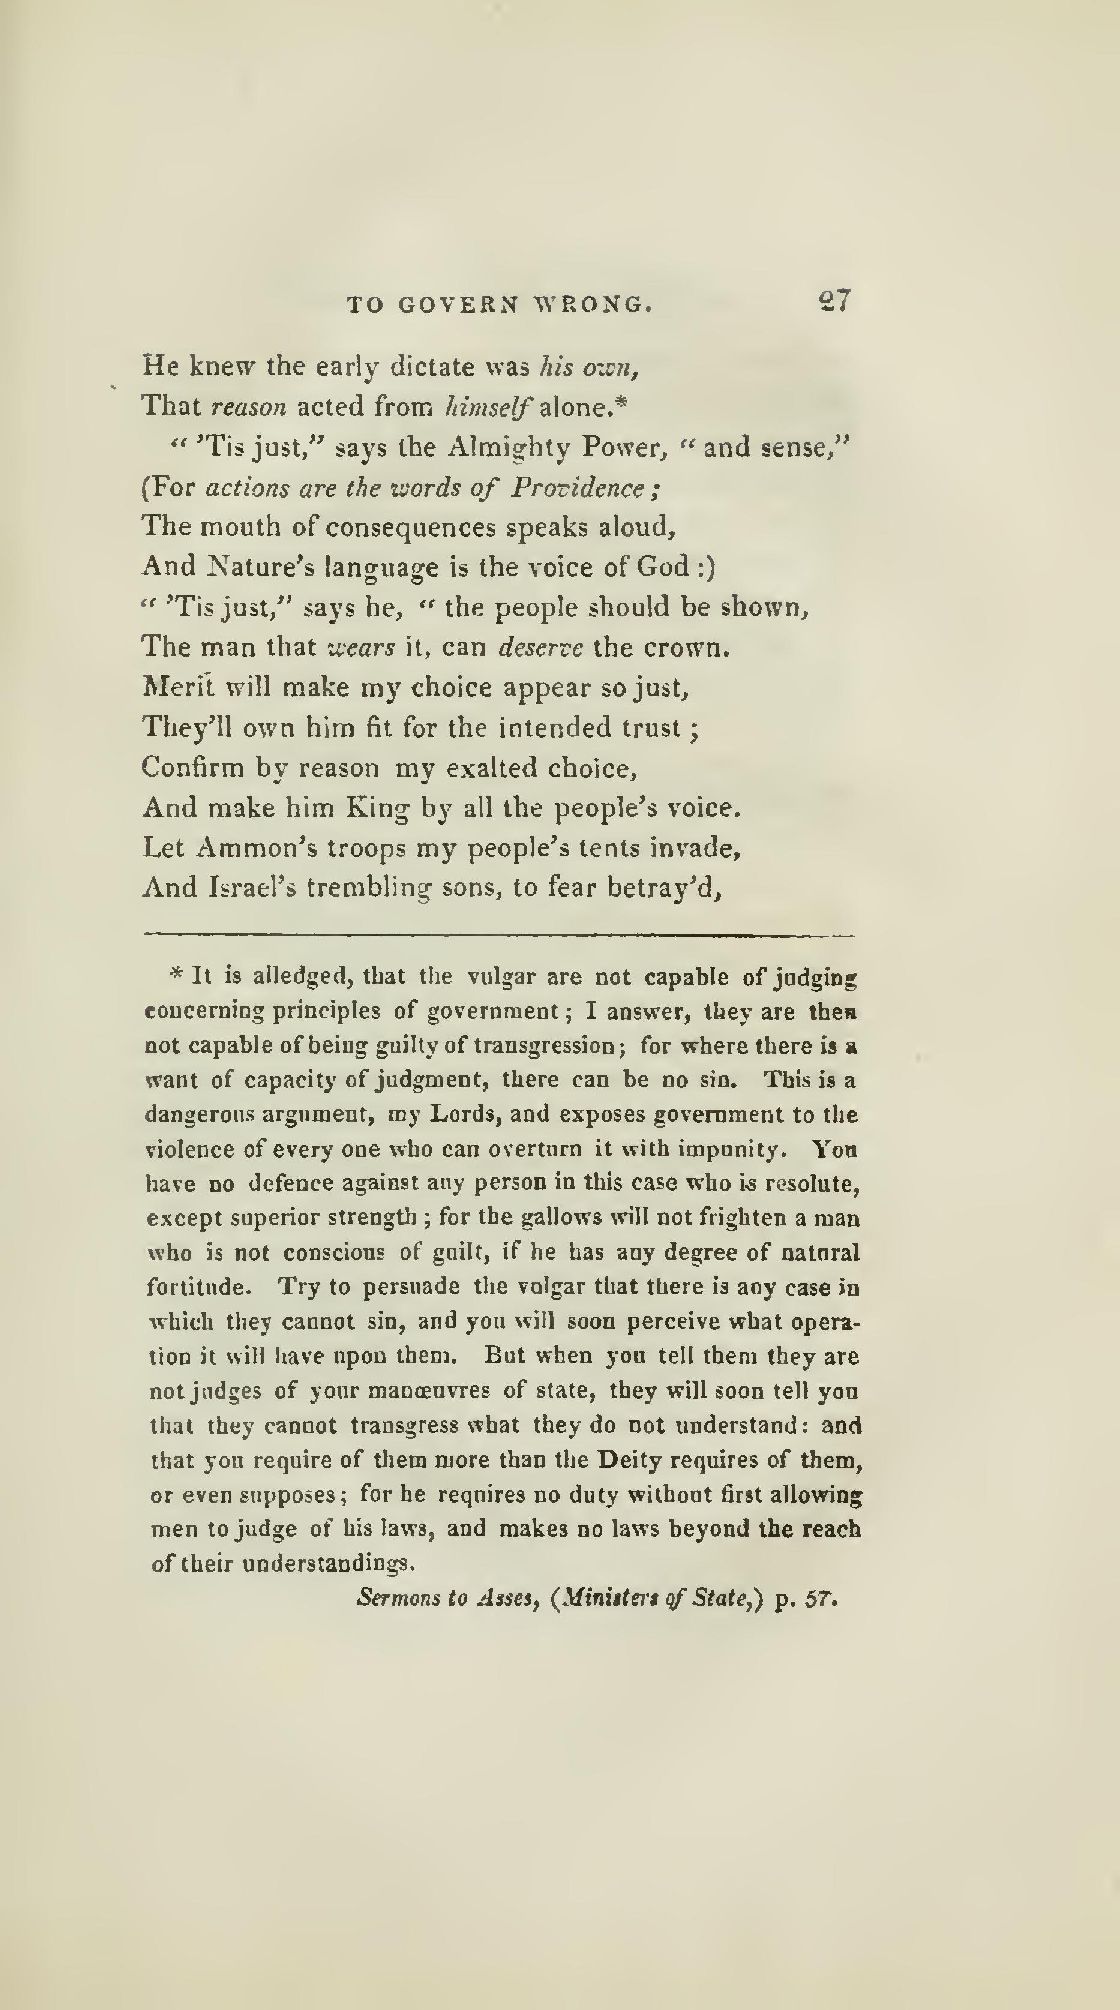 TO GOVERN WRONG. 27
He knew the early dictate was his own,
That reason acted from himself alone.*
“ ’Tis just,” says the Almighty Power, “ and sense,”
(For actions are the words of Providence ;
The mouth of consequences speaks aloud,
And Nature’s language is the voice of God :)
“ ’Tis just,” says he, “ the people should be shown,
The man that wears it, can deserve the crown.
Merit will make my choice appear so just,
They’ll own him fit for the intended trust ;
Confirm by reason my exalted choice,
And make him King by all the people’s voice.
Let Ammon’s troops my people’s tents invade,
And Israel’s trembling sons, to fear betray’d,
* It is alledged, that the vulgar are not capable of judging
concerning principles of government ; I answer, they are then
not capable of being guilty of transgression ; for where there is a
want of capacity of judgment, there can be no sin. This is a
dangerous argument, my Lords, and exposes government to the
violence of every one who can overturn it with impunity. You
have no defence against any person in this case who is resolute,
except superior strength ; for the gallows will not frighten a man
who is not conscious of guilt, if he has any degree of natural
fortitude. Try to persuade the vulgar that there is any case in
which they cannot sin, and you will soon perceive what opera-
tion it will have upon them. But when you tell them they are
not judges of your manœuvres of state, they will soon tell you
that they cannot transgress what they do not understand : and
that you require of them more than the Deity requires of them,
or even supposes ; for he requires no duty without first allowing
men to judge of his laws, and makes no laws beyond the reach
of their understandings.
Sermons to Asses, (Ministers of State,) p. 57.